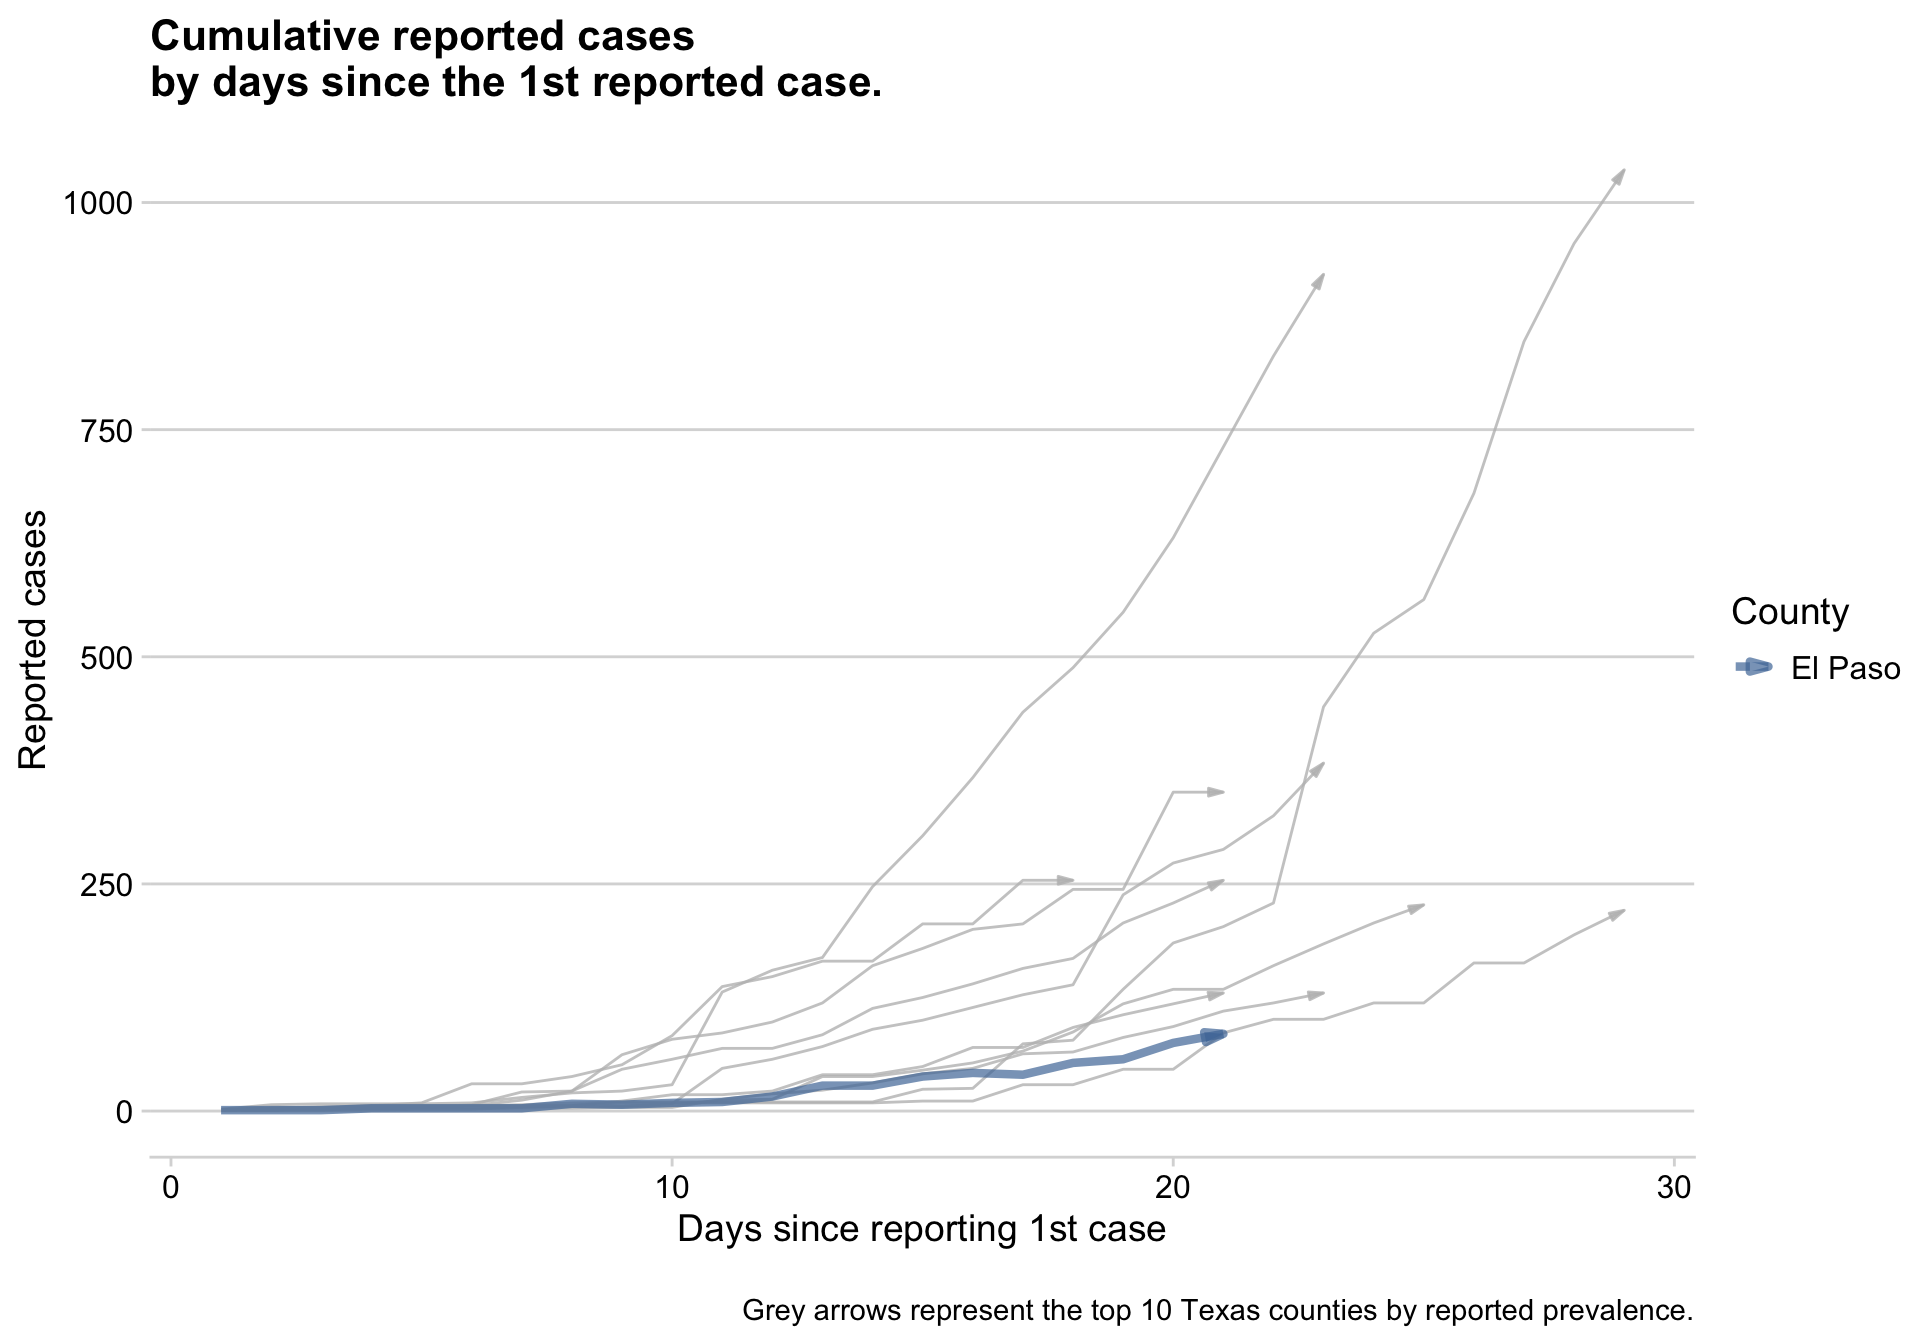 Cumulative reported cases
by days since the 1st reported case.
1000
750
500
250
0
Reported cases
0 10 20 30
Days since reporting 1st case
County
El Paso
Grey arrows represent the top 10 Texas counties by reported prevalence.